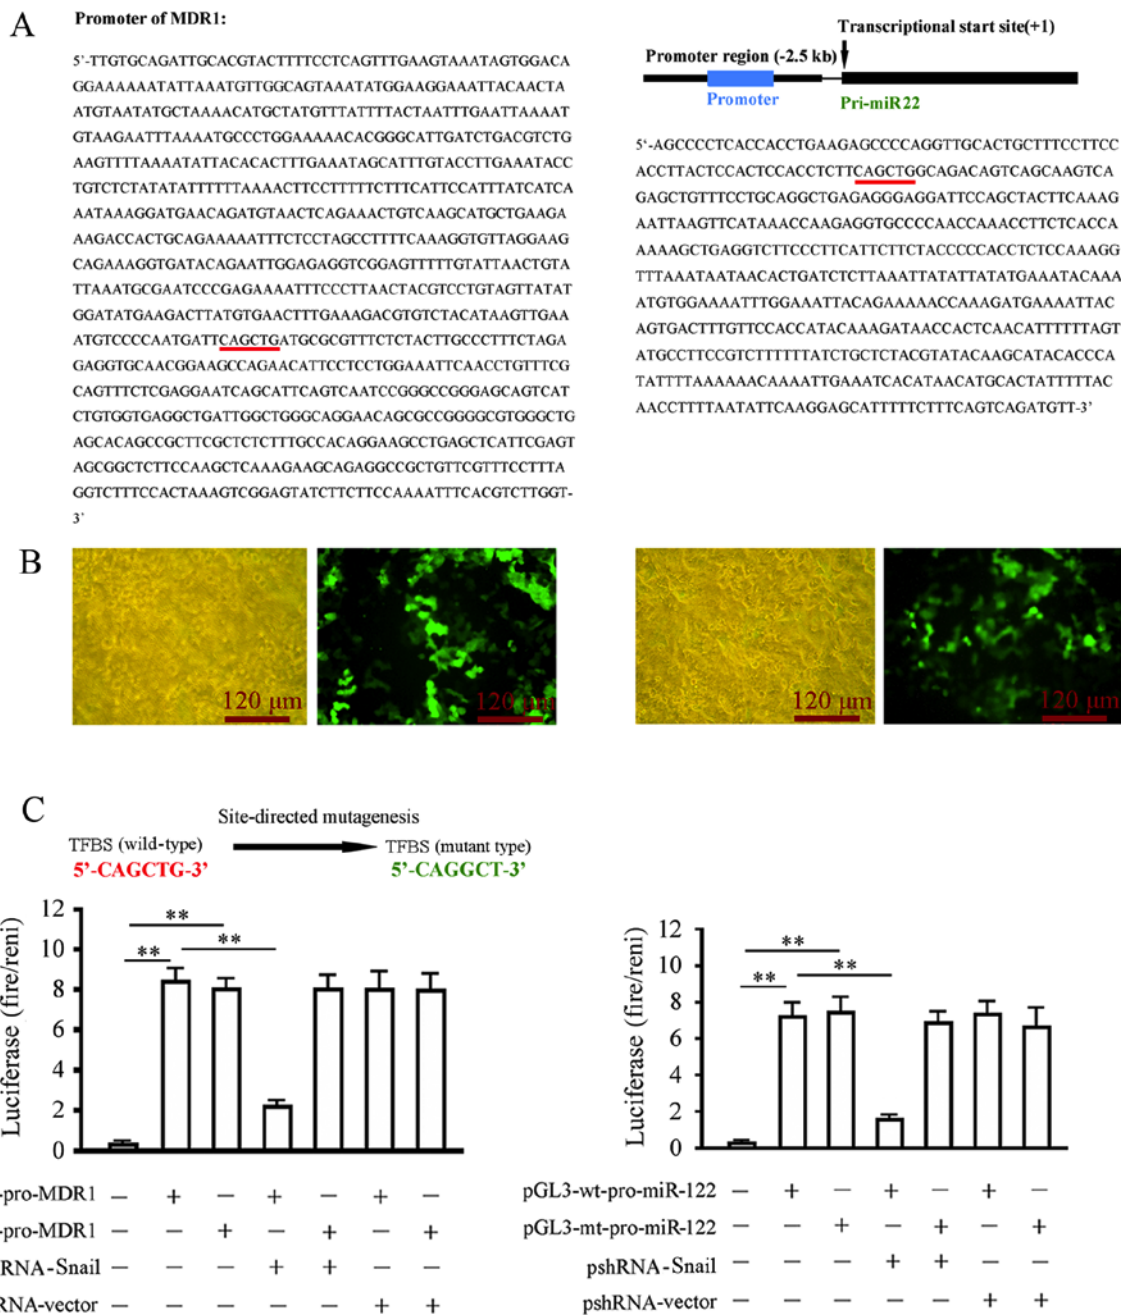 A
Promoter of MDR1:
5'-TTGTGCAGATTGCACGTACTTTTCCTCAGTTTGAAGTAAATAGTGGACA
GGAAAAAATATTAAATGTTGGCAGTAAATATGGAAGGAAATTACAACTA
ATGTAATATGCTAAAACATGCTATGTTATTTTACTAATTTGAATTAAAAT
GTAAGAATTTAAAATGCCCTGGAAAAACACGGGCATTGATCTGACGTCTG
AAGTTTTAAAATATTACACACTTTGAAATAGCATTTGTACCTTGAAATACC
TGTCTCTATATATTTTTTAAAACTTCCTTTTTCTTTCATTCCATTTATCATCA
AATAAAGGATGAACAGATGTAACTCAGAAACTGTCAAGCATGCTGAAGA
AAGACCACTGCAGAAAAATTTCTCCTAGCCTTTTCAAAGGTGTTAGGAAG
CAGAAAGGTGATACAGAATTGGAGAGGTCGGAGTTTTTGTATTAACTGTA
TTAAATGCGAATCCCGAGAAAATTTCCCTTAACTACGTCCTGTAGTTATAT
GGATATGAAGACTTATGTGAACTTTGAAAGACGTGTCTACATAAGTTGAA
ATGTCCCCAATGATTCAGCTGATGCGCGTTTCTCTACTTGCCCTTTCTAGA
GAGGTGCAACGGAAGCCAGAACATTCCTCCTGGAAATTCAACCTGTTTCG
CAGTTTCTCGAGGAATCAGCATTCAGTCAATCCGGGCCGGGAGCAGTCAT
CTGTGGTGAGGCTGATTGGCTGGGCAGGAACAGCGCCGGGGCGTGGGCTG
AGCACAGCCGCTTCGCTCTCTTTGCCACAGGAAGCCTGAGCTCATTCGAGT
AGCGGCTCTTCCAAGCTCAAAGAAGCAGAGGCCGCTGTTCGTTTCCTTTA
GGTCTTTCCACTAAAGTCGGAGTATCTTCTTCCAAAATTTCACGTCTTGGT-
3'
Transcriptional start site(+1)
Promoter region (-2.5 kb)
Promoter
Pri-miR22
5'-AGCCCCTCACCACCTGAAGAGCCCCAGGTTGCACTGCTTTCCTTCC
ACCTTACTCCACTCCACCTCTTCAGCTGGCAGACAGTCAGCAAGTCA
GAGCTGTTTCCTGCAGGCTGAGAGGGAGGATTCCAGCTACTTCAAAG
AATTAAGTTCATAAACCAAGAGGTGCCCCAACCAAACCTTCTCACCA
AAAAGCTGAGGTCTTCCCTTCATTCTTCTACCCCCACCTCTCCAAAGG
TTTAAATAATAACACTGATCTCTTAAATTATATTATATGAAATACAAA
ATGTGGAAAATTTGGAAATTACAGAAAAACCAAAGATGAAAATTAC
AGTGACTTTGTTCCACCATACAAAGATAACCACTCAACATTTTTTAGT
ATGCCTTCCGTCTTTTTTATCTGCTCTACGTATACAAGCATACACCCA
TATTTTAAAAAACAAAATTGAAATCACATAACATGCACTATTTTTAC
AACCTTTTAATATTCAAGGAGCATTTTTCTTTCAGTCAGATGTT-3'
B
120 μm
120 μm
120 μm
120 μm
C
Site-directed mutagenesis
TFBS (wild-type)
TFBS (mutant type)
5'-CAGCTG-3'
5'-CAGGCT-3'
Luciferase (fire/reni)
12
10
8
6
4
2
0
** ** **
-pro-MDR1 − + − + − + −
-pro-MDR1 − − + − + − +
RNA-Snail − − − + + − −
RNA-vector − − − − − + +
Luciferase (fire/reni)
12
10
8
6
4
2
0
** ** **
pGL3-wt-pro-miR-122 − + − + − + −
pGL3-mt-pro-miR-122 − − + − + − +
pshRNA-Snail − − − + + − −
pshRNA-vector − − − − − + +